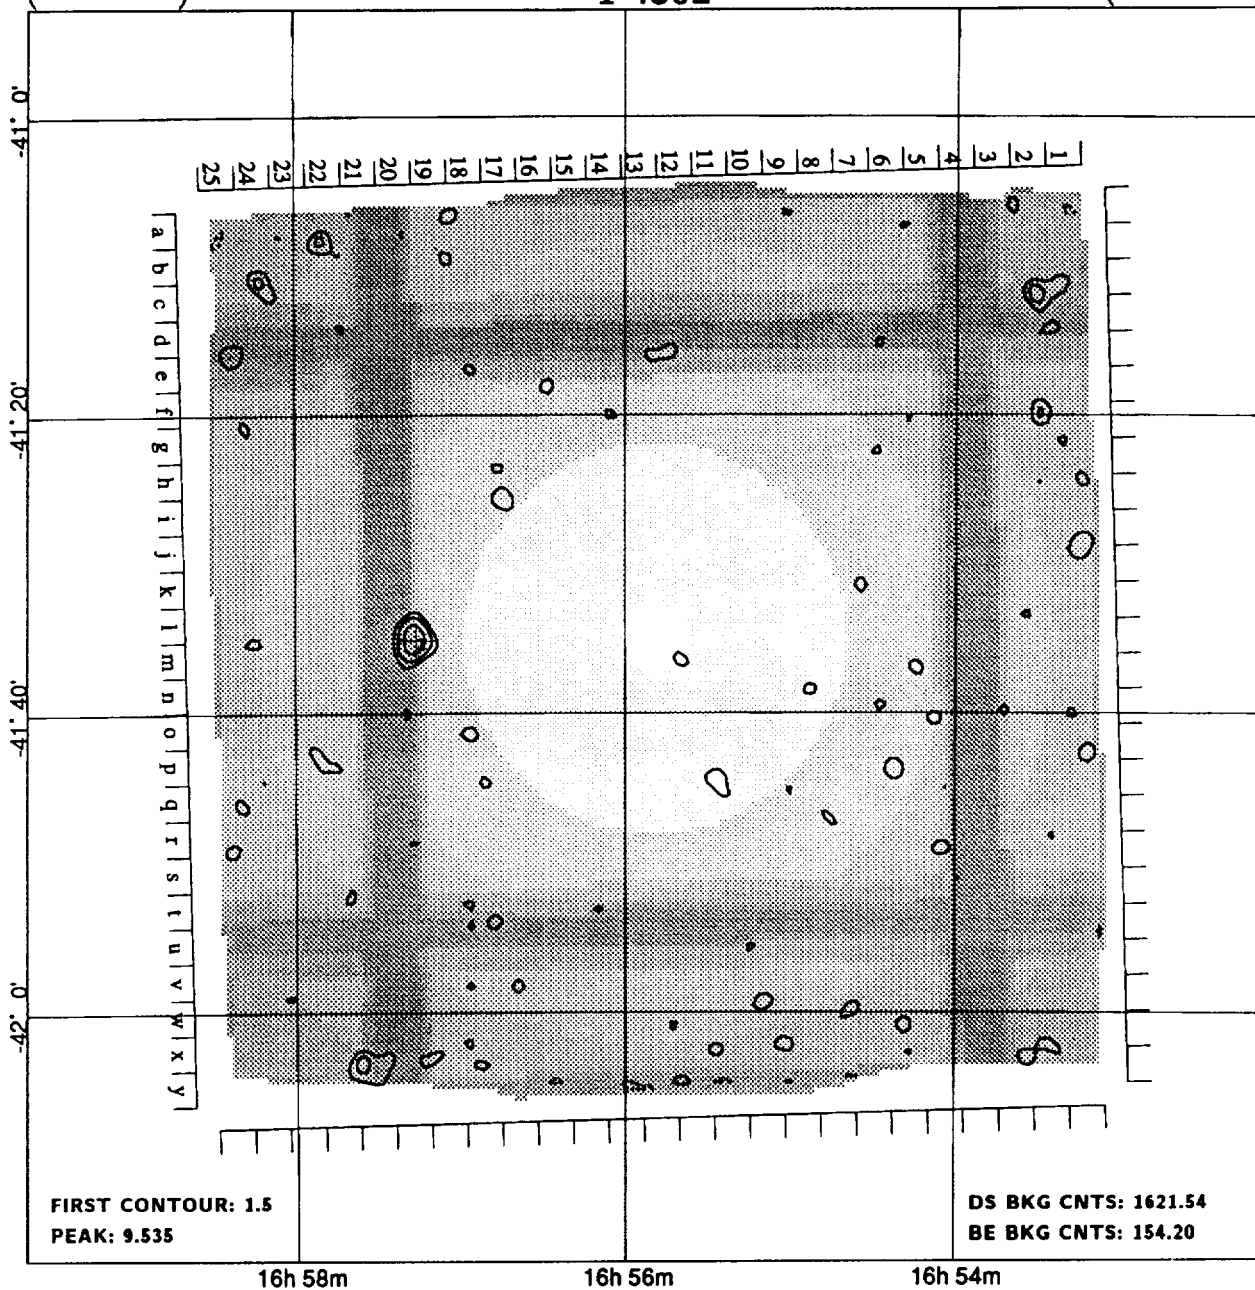 25 24 23 22 21 20 19 18 17 16 15 14 13 12 11 10 9 8 7 6 5 4 3 2 1
a b c d e f g h i j k l m n o p q r s t u v w x y
-41° 0'
-41° 20'
-41° 40'
-42° 0'
FIRST CONTOUR: 1.5
PEAK: 9.535
DS BKG CNTS: 1621.54
BE BKG CNTS: 154.20
16h 58m 16h 56m 16h 54m